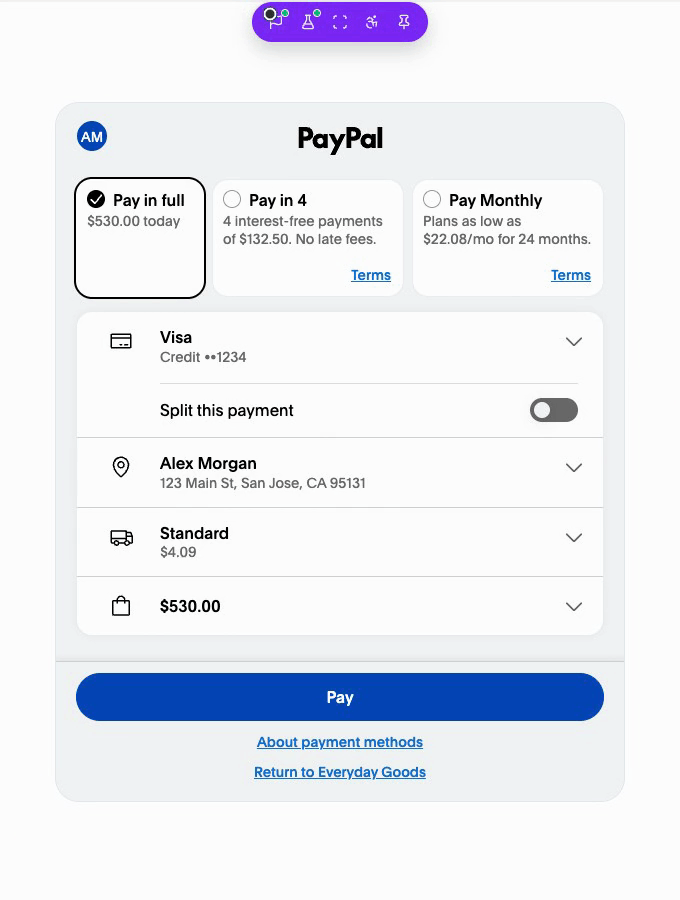 AM
PayPal
Pay in full
$530.00 today
Pay in 4
4 interest-free payments
of $132.50. No late fees.
Terms
Pay Monthly
Plans as low as
$22.08/mo for 24 months.
Terms
Visa
Credit ••1234
Split this payment
Alex Morgan
123 Main St, San Jose, CA 95131
Standard
$4.09
$530.00
Pay
About payment methods
Return to Everyday Goods